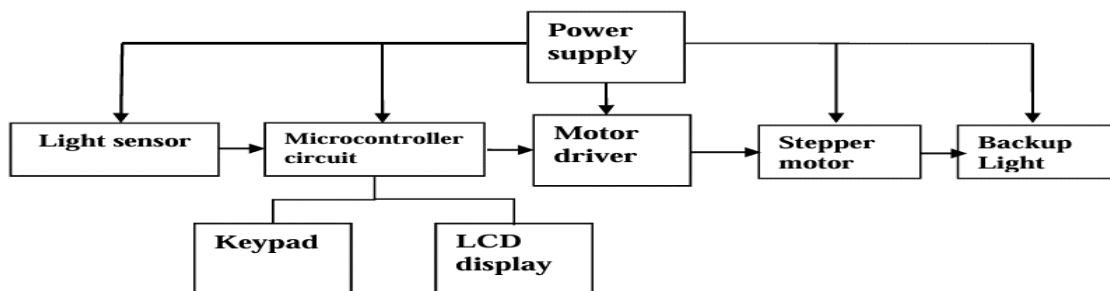 Power
supply
Light sensor
Microcontroller
circuit
Motor
driver
Stepper
motor
Backup
Light
Keypad
LCD
display